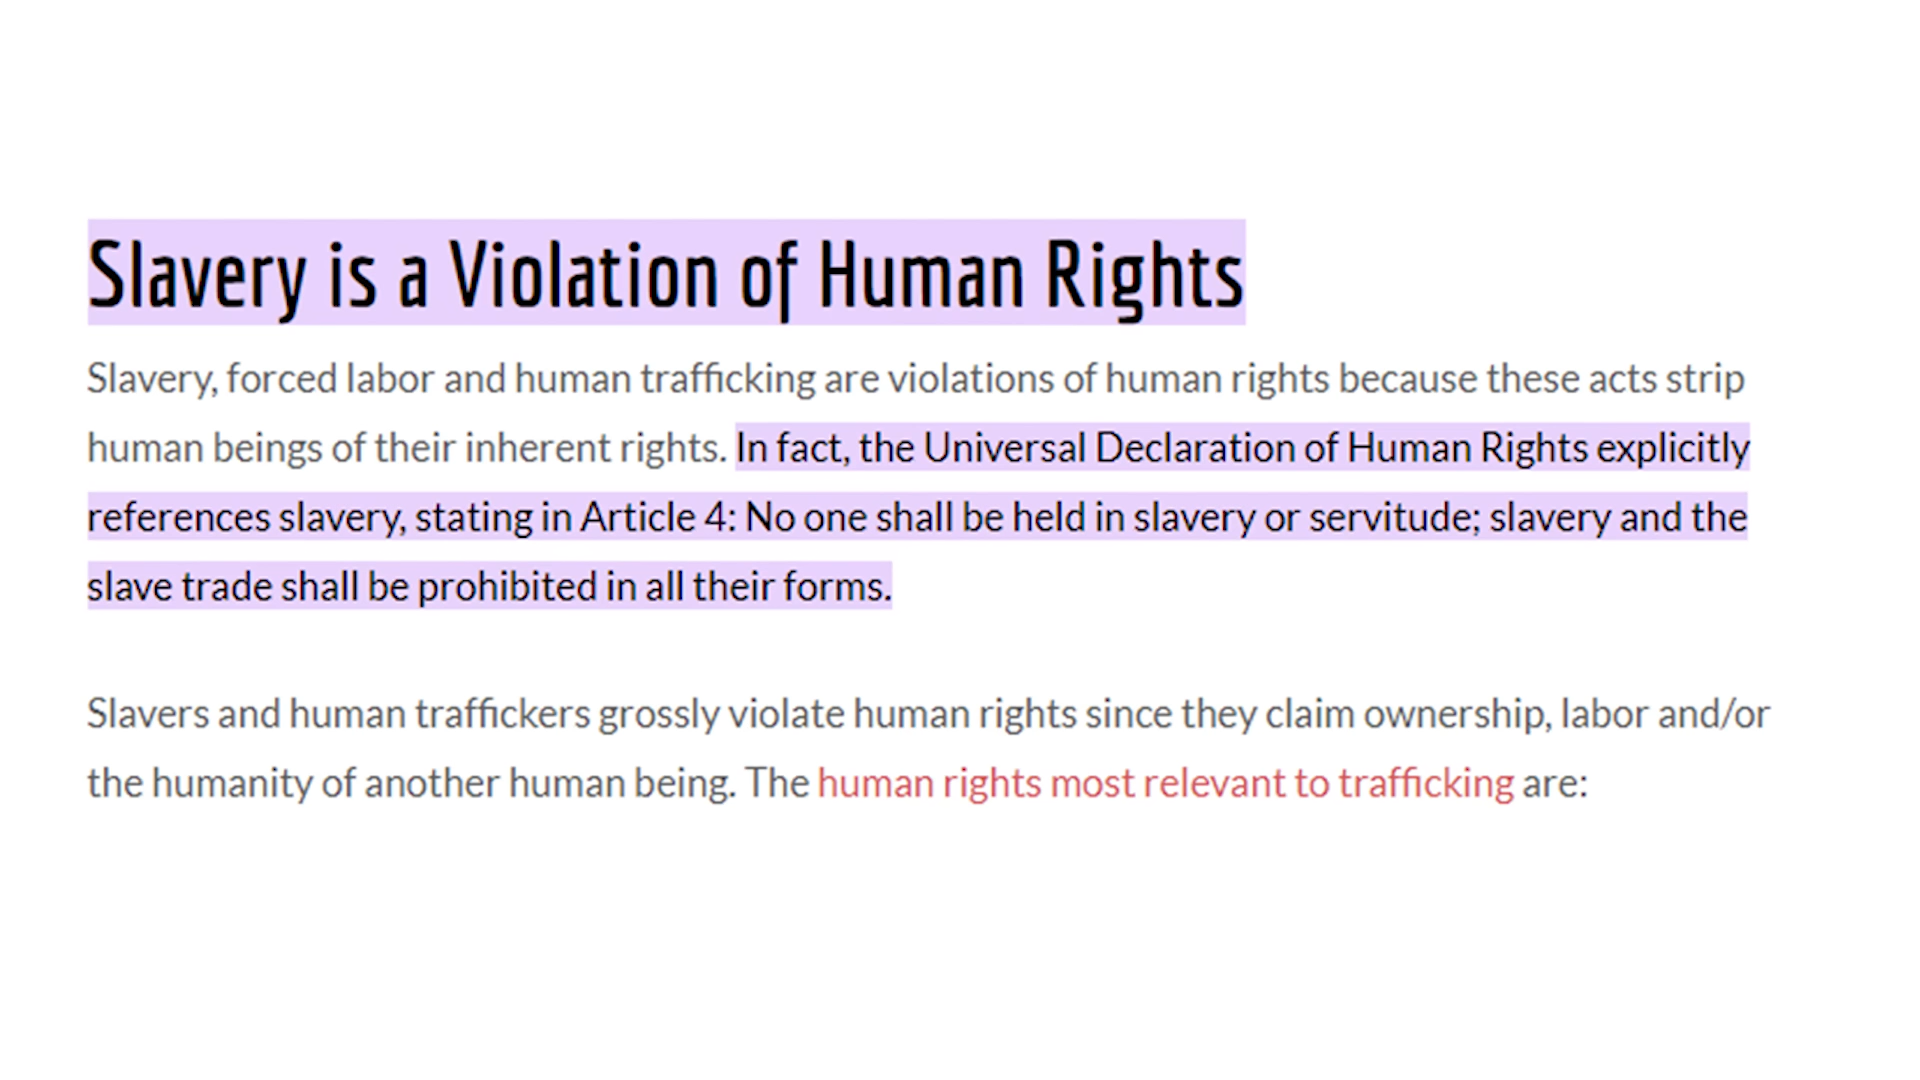 Slavery is a Violation of Human Rights
Slavery, forced labor and human trafficking are violations of human rights because these acts strip
human beings of their inherent rights. In fact, the Universal Declaration of Human Rights explicitly
references slavery, stating in Article 4: No one shall be held in slavery or servitude; slavery and the
slave trade shall be prohibited in all their forms.
Slavers and human traffickers grossly violate human rights since they claim ownership, labor and/or
the humanity of another human being. The human rights most relevant to trafficking are: